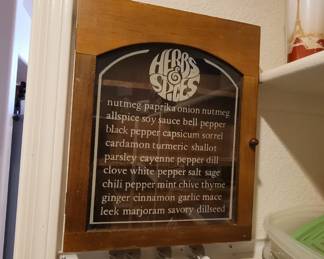 HERBS
&
SPICES
nutmeg paprika onion nutmeg
allspice soy sauce bell pepper
black pepper capsicum sorrel
cardamon turmeric shallot
parsley cayenne pepper dill
clove white pepper salt sage
chili pepper mint chive thyme
ginger cinnamon garlic mace
leek marjoram savory dillseed